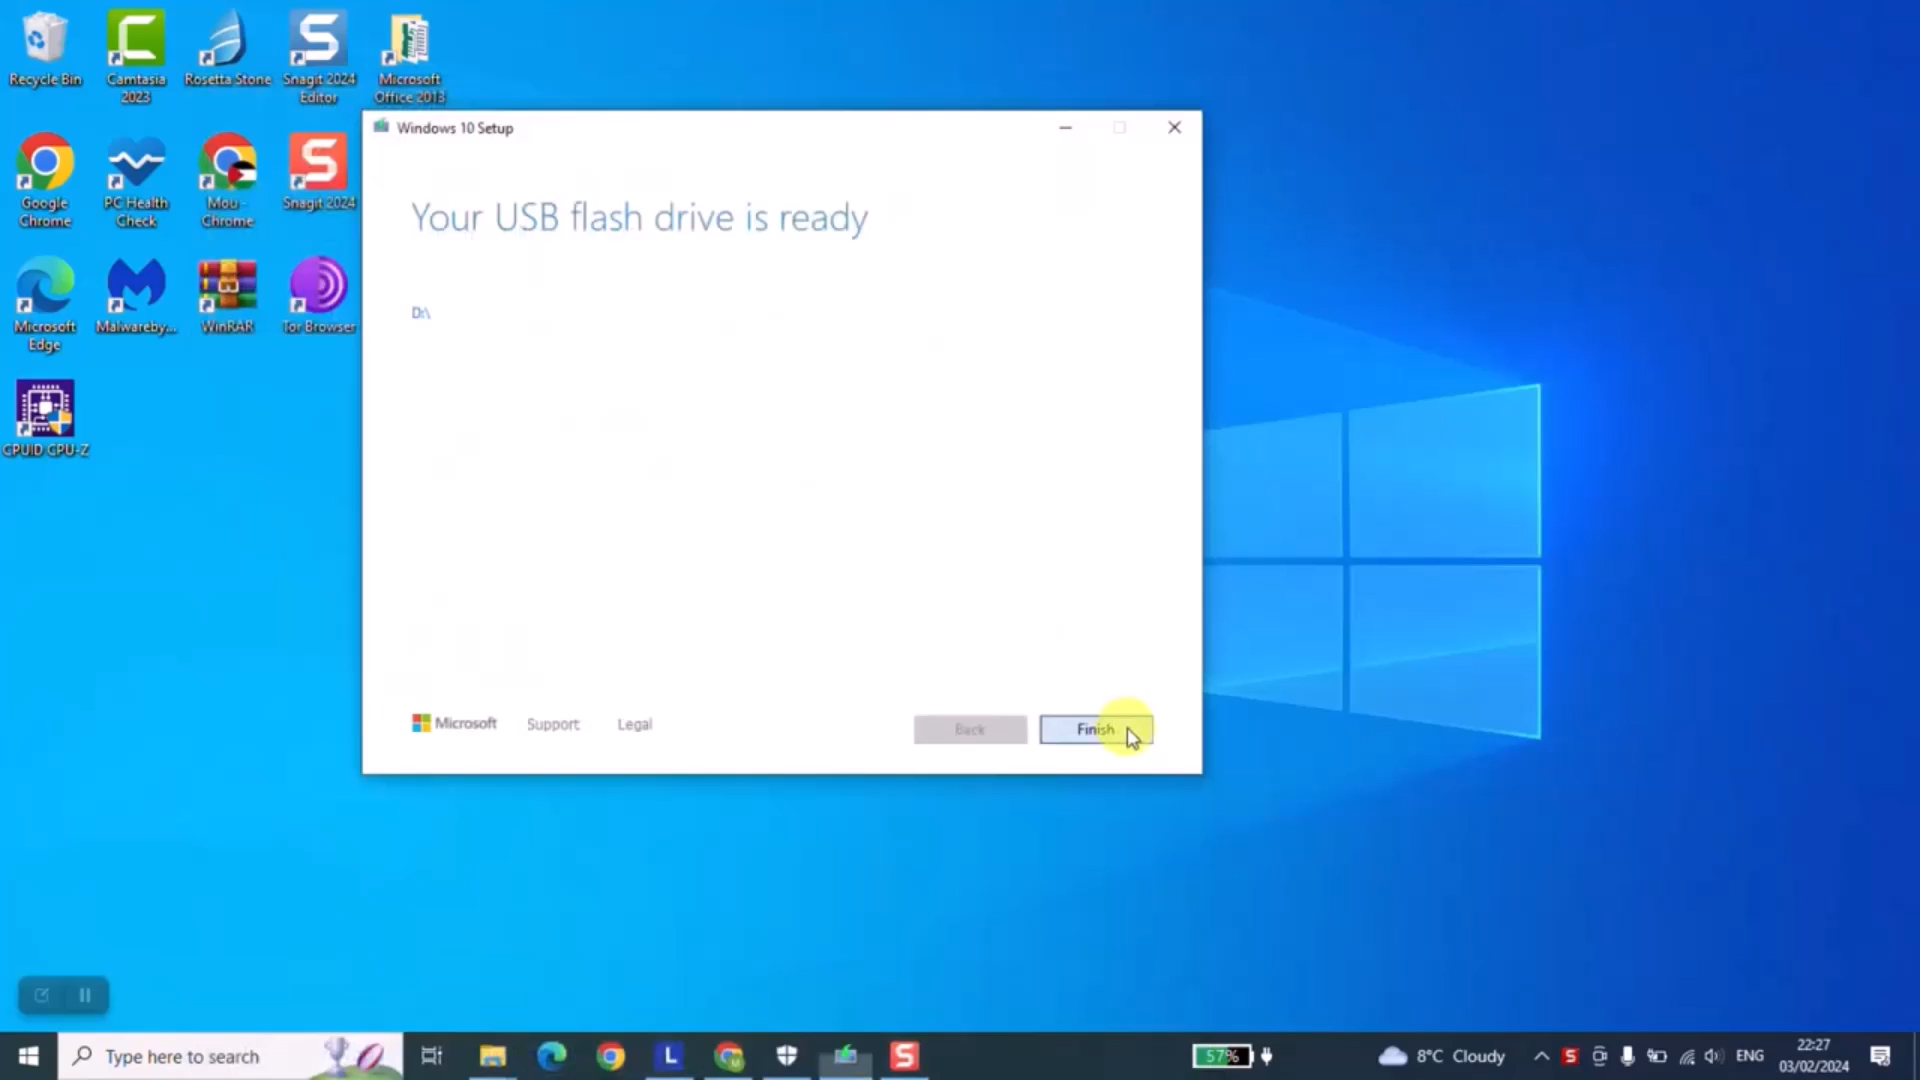 Recycle Bin
Camtasia
2023
Rosetta Stone
Snagit 2024
Editor
Microsoft
Office 2013
Google
Chrome
PC Health
Check
Mou -
Chrome
Snagit 2024
Microsoft
Edge
Malwareby...
WinRAR
Tor Browser
CPUID CPU-Z
Windows 10 Setup
Your USB flash drive is ready
D:\
Microsoft
Support
Legal
Back
Finish
Type here to search
57%
8°C Cloudy
ENG
22:27
03/02/2024